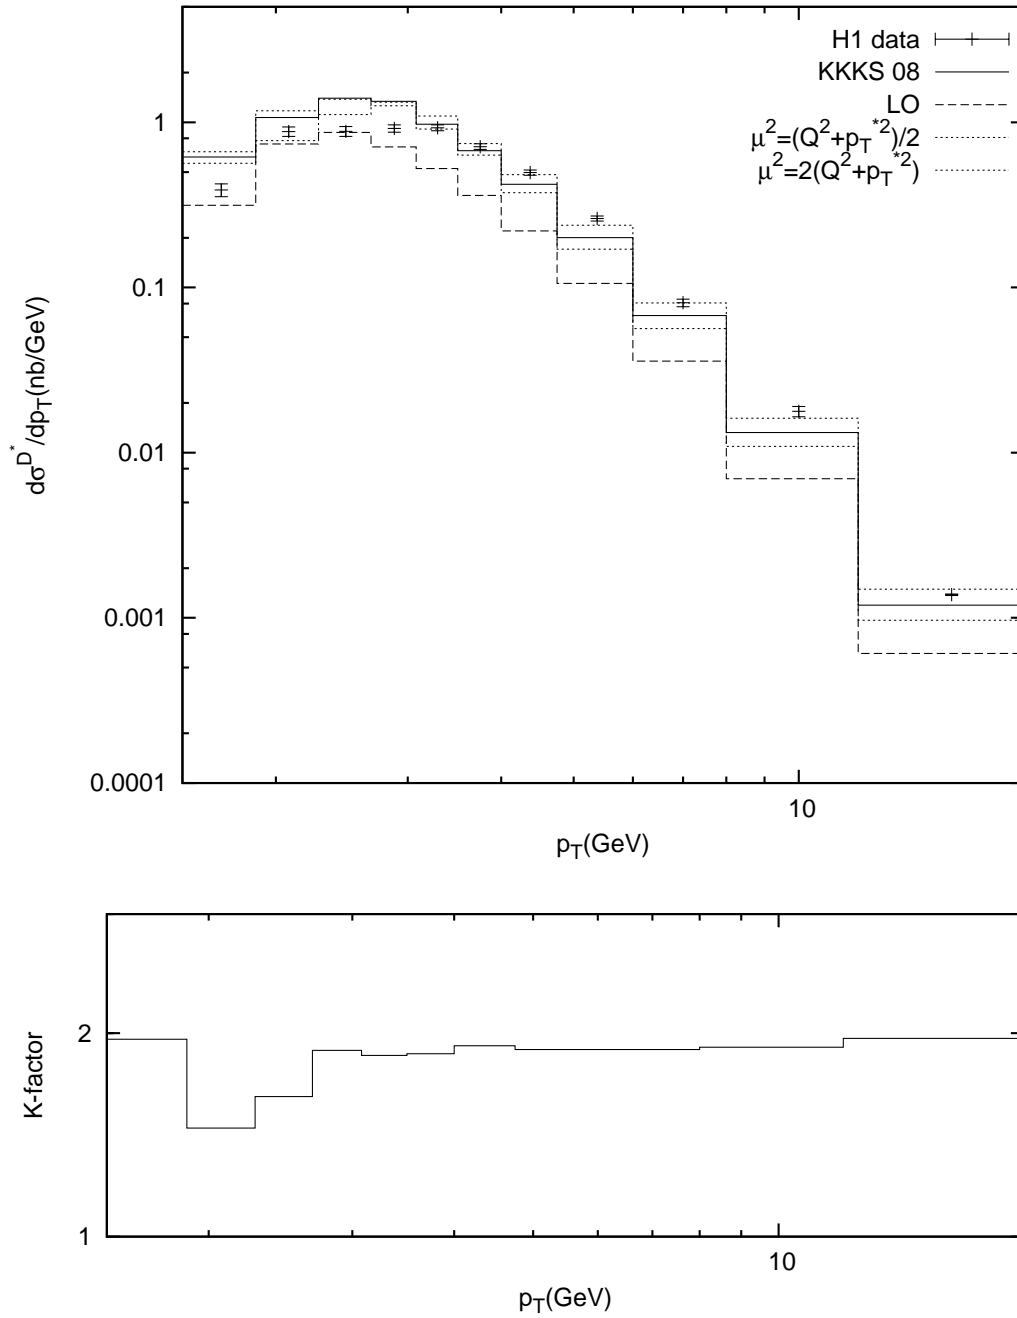 H1 data
KKKS 08
LO
μ²=(Q²+p_T^*2)/2
μ²=2(Q²+p_T^*2)
1
0.1
0.01
0.001
0.0001
dσ^D*/dp_T(nb/GeV)
10
p_T(GeV)
2
1
K-factor
10
p_T(GeV)